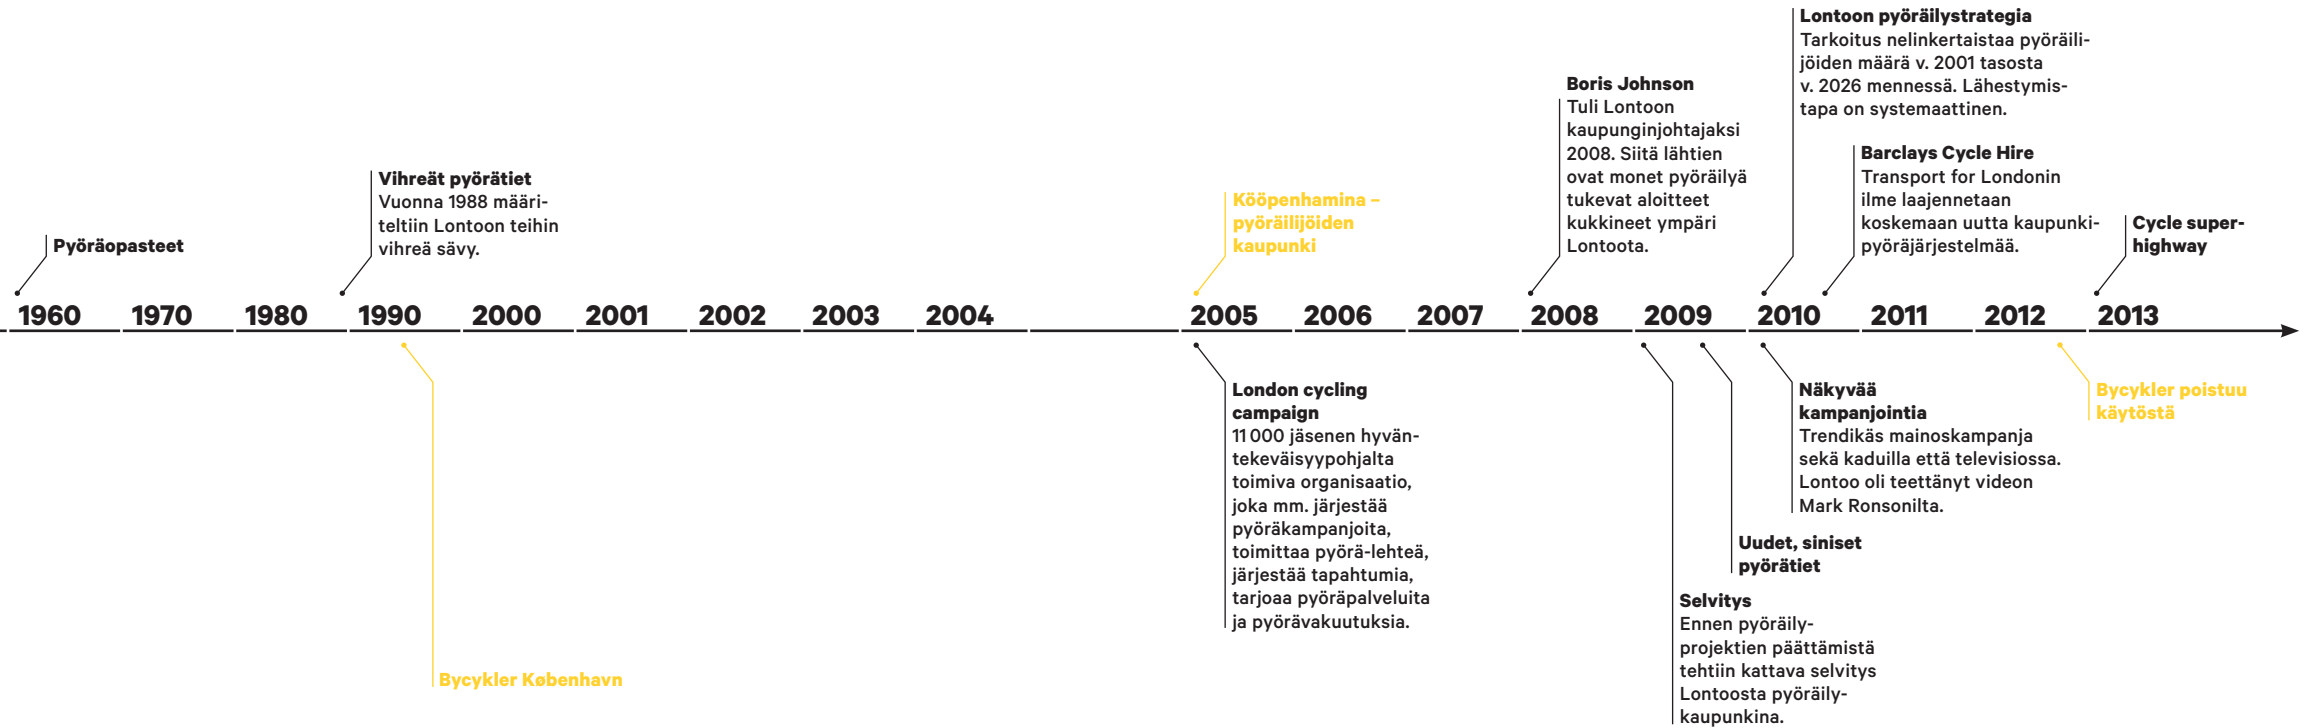 Lontoon pyöräilystrategia
Tarkoitus nelinkertaistaa pyöräili-
jöiden määrä v. 2001 tasosta
v. 2026 mennessä. Lähestymis-
tapa on systemaattinen.
Boris Johnson
Tuli Lontoon
kaupunginjohtajaksi
2008. Siitä lähtien
ovat monet pyöräilyä
tukevat aloitteet
kukkineet ympäri
Lontoota.
Barclays Cycle Hire
Transport for Londonin
ilme laajennetaan
koskemaan uutta kaupunki-
pyöräjärjestelmää.
Vihreät pyörätiet
Vuonna 1988 määri-
teltiin Lontoon teihin
vihreä sävy.
Kööpenhamina –
pyöräilijöiden
kaupunki
Cycle super-
highway
Pyöräopasteet
1960 1970 1980 1990 2000 2001 2002 2003 2004 2005 2006 2007 2008 2009 2010 2011 2012 2013
London cycling
campaign
11 000 jäsenen hyvän-
tekeväisyypohjalta
toimiva organisaatio,
joka mm. järjestää
pyöräkampanjoita,
toimittaa pyörä-lehteä,
järjestää tapahtumia,
tarjoaa pyöräpalveluita
ja pyörävakuutuksia.
Näkyvää
kampanjointia
Trendikäs mainoskampanja
sekä kaduilla että televisiossa.
Lontoo oli teettänyt videon
Mark Ronsonilta.
Bycykler poistuu
käytöstä
Uudet, siniset
pyörätiet
Selvitys
Ennen pyöräily-
projektien päättämistä
tehtiin kattava selvitys
Lontoosta pyöräily-
kaupunkina.
Bycykler København